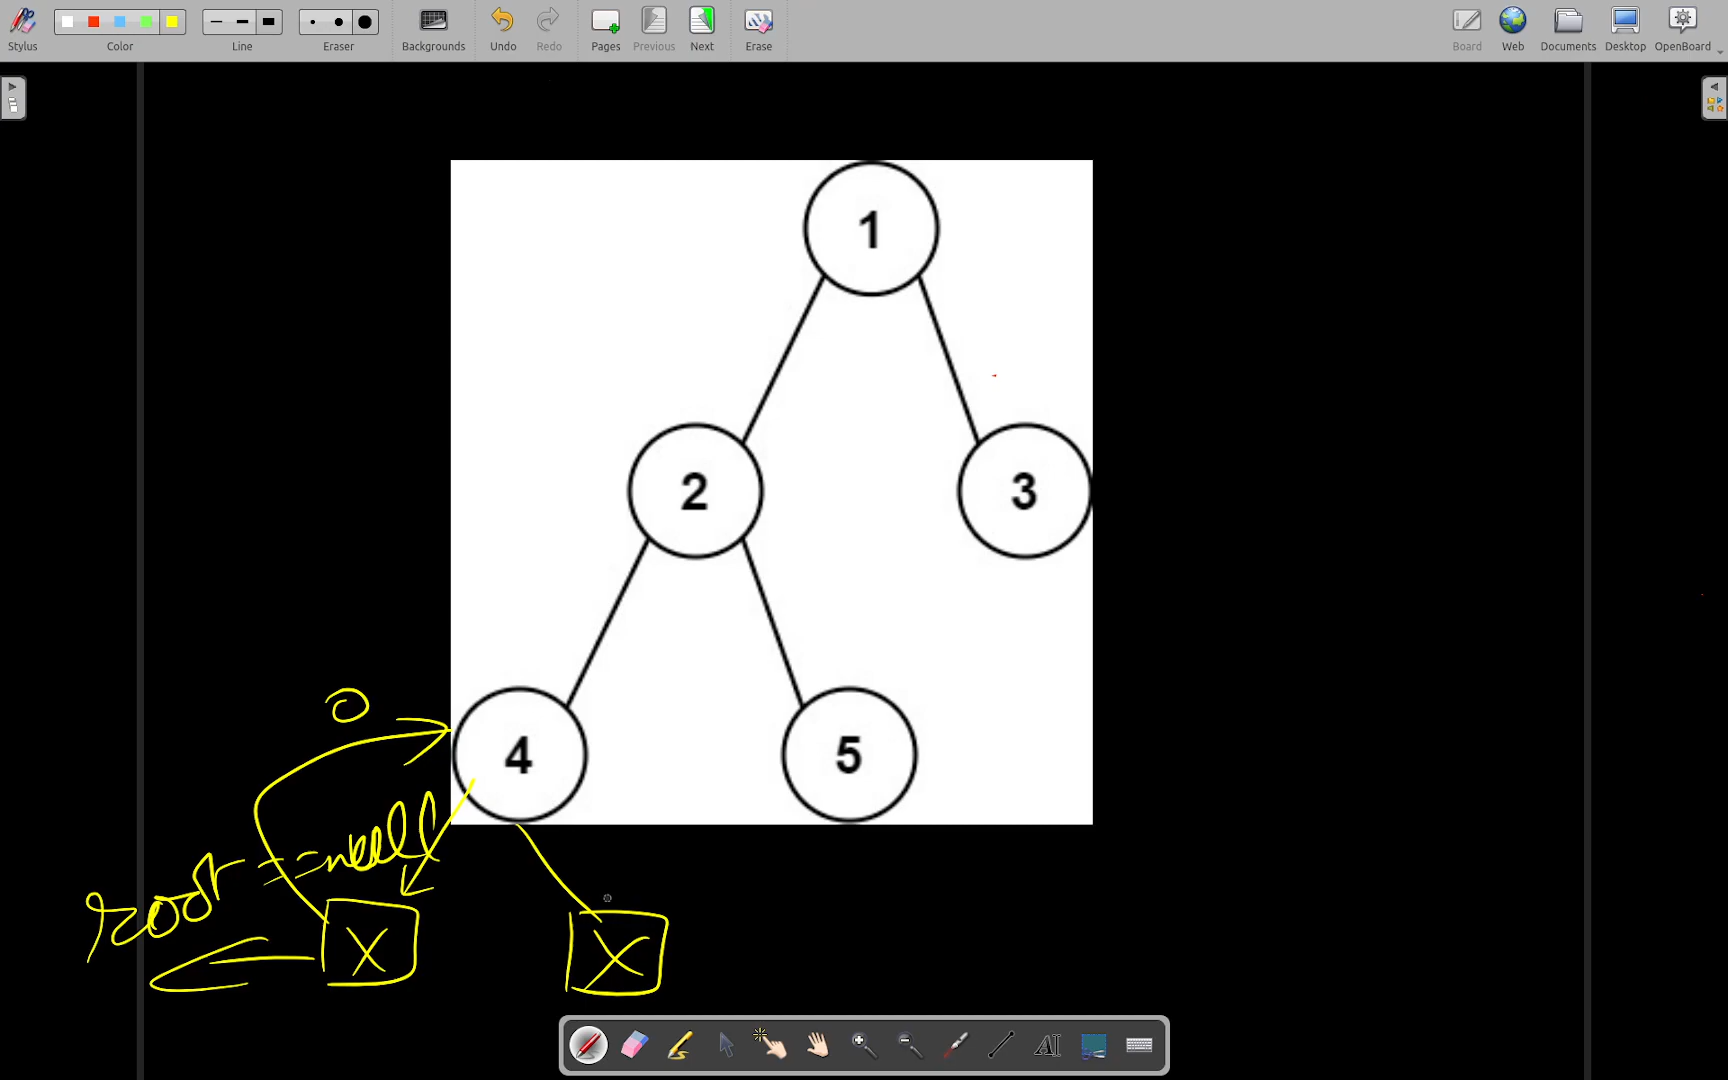 Stylus
Color
Line
Eraser
Backgrounds
Undo
Redo
Pages
Previous
Next
Erase
Board
Web
Documents
Desktop
OpenBoard
1
2
3
4
5
0
root == null
X
X
AI